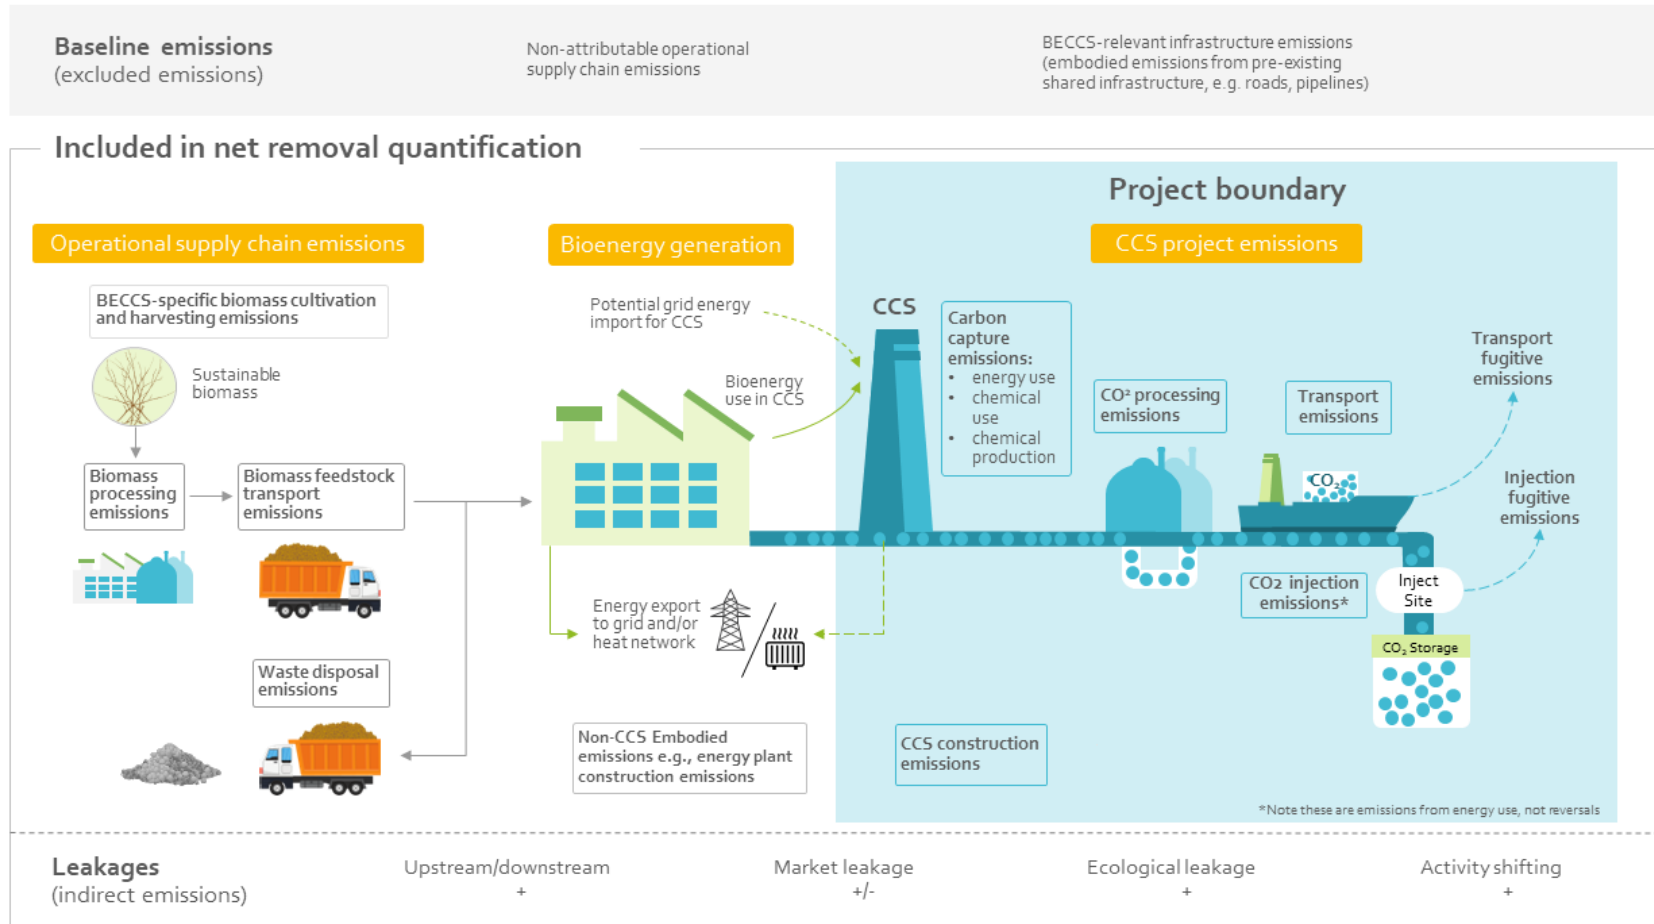 Baseline emissions
(excluded emissions)
Non-attributable operational
supply chain emissions
BECCS-relevant infrastructure emissions
(embodied emissions from pre-existing
shared infrastructure, e.g. roads, pipelines)
Included in net removal quantification
Project boundary
Operational supply chain emissions
Bioenergy generation
CCS project emissions
BECCS-specific biomass cultivation
and harvesting emissions
Sustainable
biomass
Biomass
processing
emissions
Biomass feedstock
transport
emissions
Waste disposal
emissions
Potential grid energy
import for CCS
Bioenergy
use in CCS
Energy export
to grid and/or
heat network
Non-CCS Embodied
emissions e.g., energy plant
construction emissions
CCS
Carbon
capture
emissions:
• energy use
• chemical
use
• chemical
production
CO² processing
emissions
Transport
emissions
CO₂
Transport
fugitive
emissions
Injection
fugitive
emissions
CO2 injection
emissions*
Inject
Site
CO₂ Storage
CCS construction
emissions
*Note these are emissions from energy use, not reversals
Leakages
(indirect emissions)
Upstream/downstream
+
Market leakage
+/-
Ecological leakage
+
Activity shifting
+